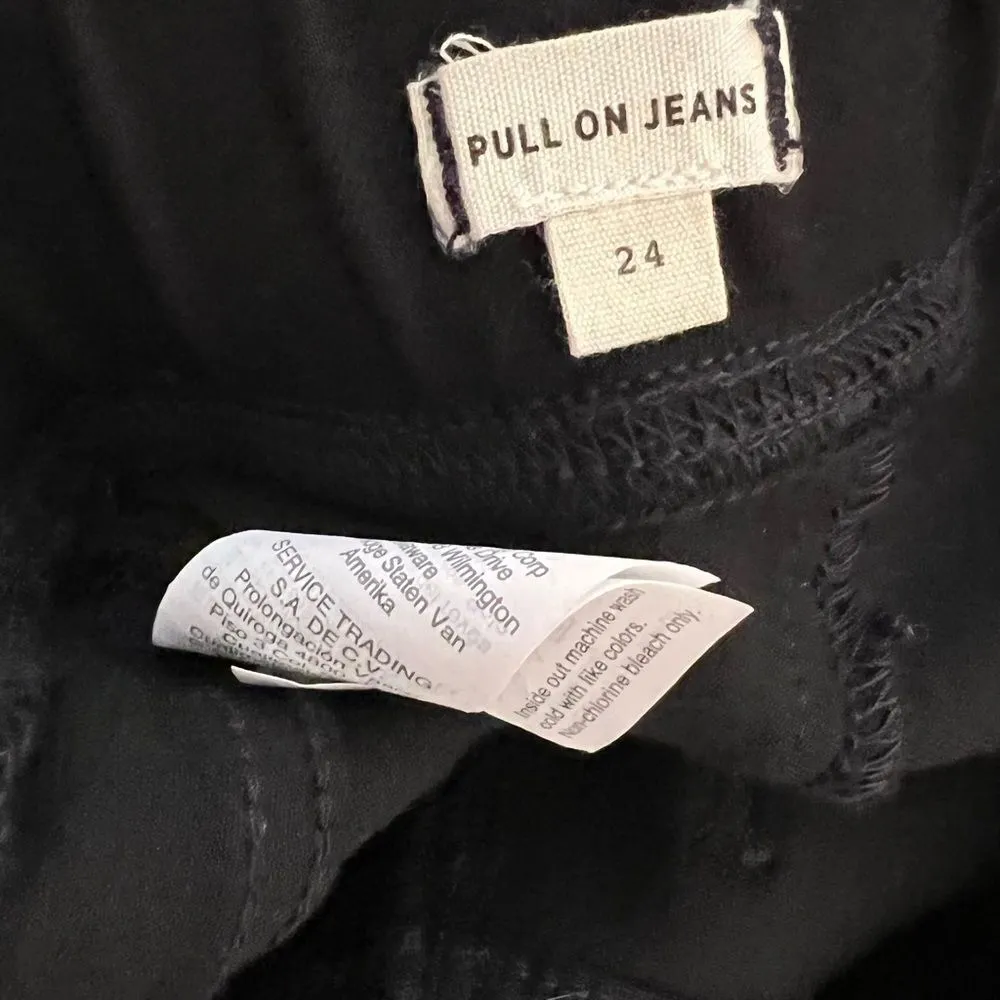 PULL ON JEANS
24
Corp
Drive
Wilmington
Staten Van
Amerika
SERVICE TRADING
S.A. DE C.V.
Prolongación
de
Quiroga
Piso
Inside out machine wash
cold with like colors.
Non-chlorine bleach only.